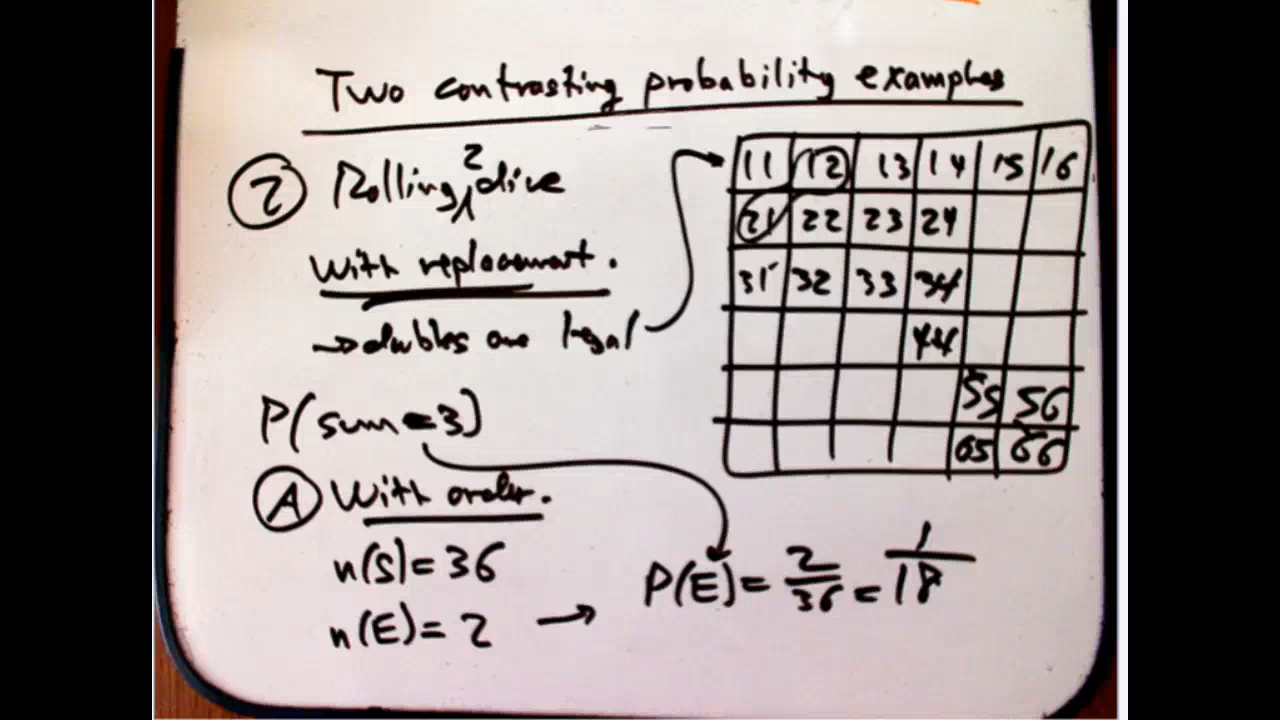 Two contrasting probability examples
2 Rolling 2 dice
With replacement.
→ doubles are legal
P(sum=3)
A With order.
n(S)=36
n(E)=2 →
P(E)= 2/36 = 1/18
11 12 13 14 15 16
21 22 23 24
31 32 33 34
44
55 56
65 66